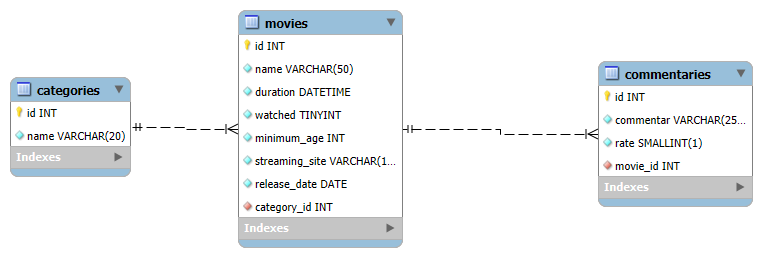 categories
id INT
name VARCHAR(20)
Indexes
movies
id INT
name VARCHAR(50)
duration DATETIME
watched TINYINT
minimum_age INT
streaming_site VARCHAR(1...
release_date DATE
category_id INT
Indexes
commentaries
id INT
commentar VARCHAR(25...
rate SMALLINT(1)
movie_id INT
Indexes